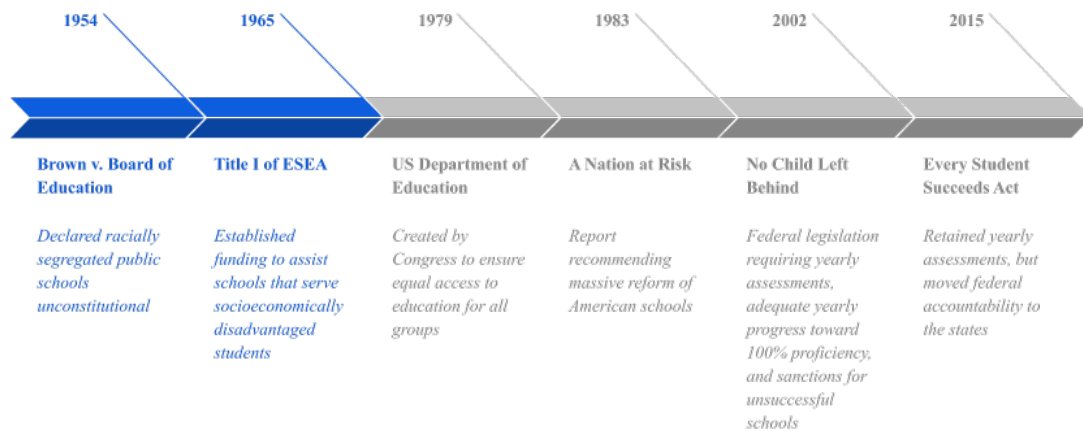 1954
1965
1979
1983
2002
2015
Brown v. Board of
Education
Declared racially
segregated public
schools
unconstitutional
Title I of ESEA
Established
funding to assist
schools that serve
socioeconomically
disadvantaged
students
US Department of
Education
Created by
Congress to ensure
equal access to
education for all
groups
A Nation at Risk
Report
recommending
massive reform of
American schools
No Child Left
Behind
Federal legislation
requiring yearly
assessments,
adequate yearly
progress toward
100% proficiency,
and sanctions for
unsuccessful
schools
Every Student
Succeeds Act
Retained yearly
assessments, but
moved federal
accountability to
the states